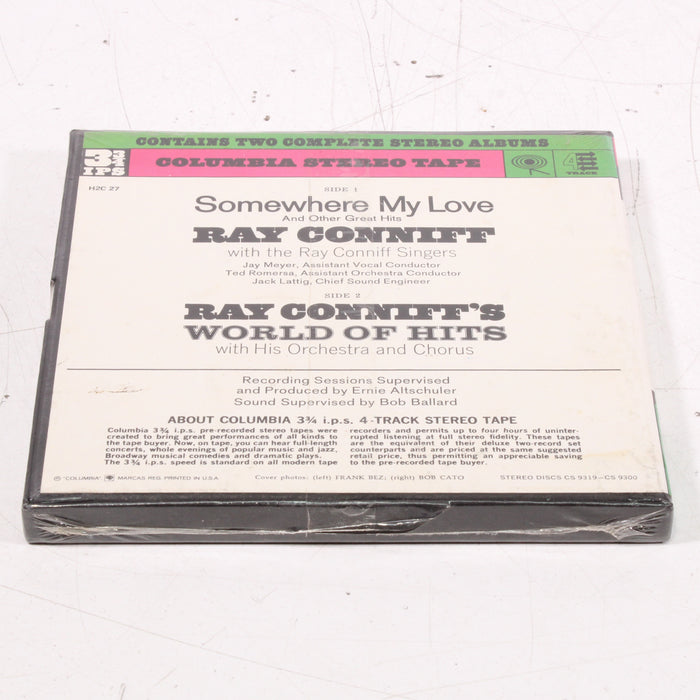 CONTAINS TWO COMPLETE STEREO ALBUMS
3¾ IPS
COLUMBIA STEREO TAPE
4 TRACK
H2C 27
SIDE 1
Somewhere My Love
And Other Great Hits
RAY CONNIFF
with the Ray Conniff Singers
Jay Meyer, Assistant Vocal Conductor
Ted Romersa, Assistant Orchestra Conductor
Jack Lattig, Chief Sound Engineer
SIDE 2
RAY CONNIFF'S
WORLD OF HITS
with His Orchestra and Chorus
Recording Sessions Supervised
and Produced by Ernie Altschuler
Sound Supervised by Bob Ballard
ABOUT COLUMBIA 3¾ i.p.s. 4-TRACK STEREO TAPE
Columbia 3¾ i.p.s. pre-recorded stereo tapes were
created to bring great performances of all kinds to
the tape buyer. Now, on tape, you can hear full-length
concerts, whole evenings of popular music and jazz,
Broadway musical comedies and dramatic plays.
The 3¾ i.p.s. speed is standard on all modern tape
recorders and permits up to four hours of uninter-
rupted listening at full stereo fidelity. These tapes
are the equivalent of their deluxe two-record set
counterparts and are priced at the same suggested
retail price, thus permitting an appreciable saving
to the pre-recorded tape buyer.
© "COLUMBIA", MARCAS REG. PRINTED IN U.S.A.
Cover photos: (left) FRANK BEZ; (right) BOB CATO
STEREO DISCS CS 9319—CS 9300